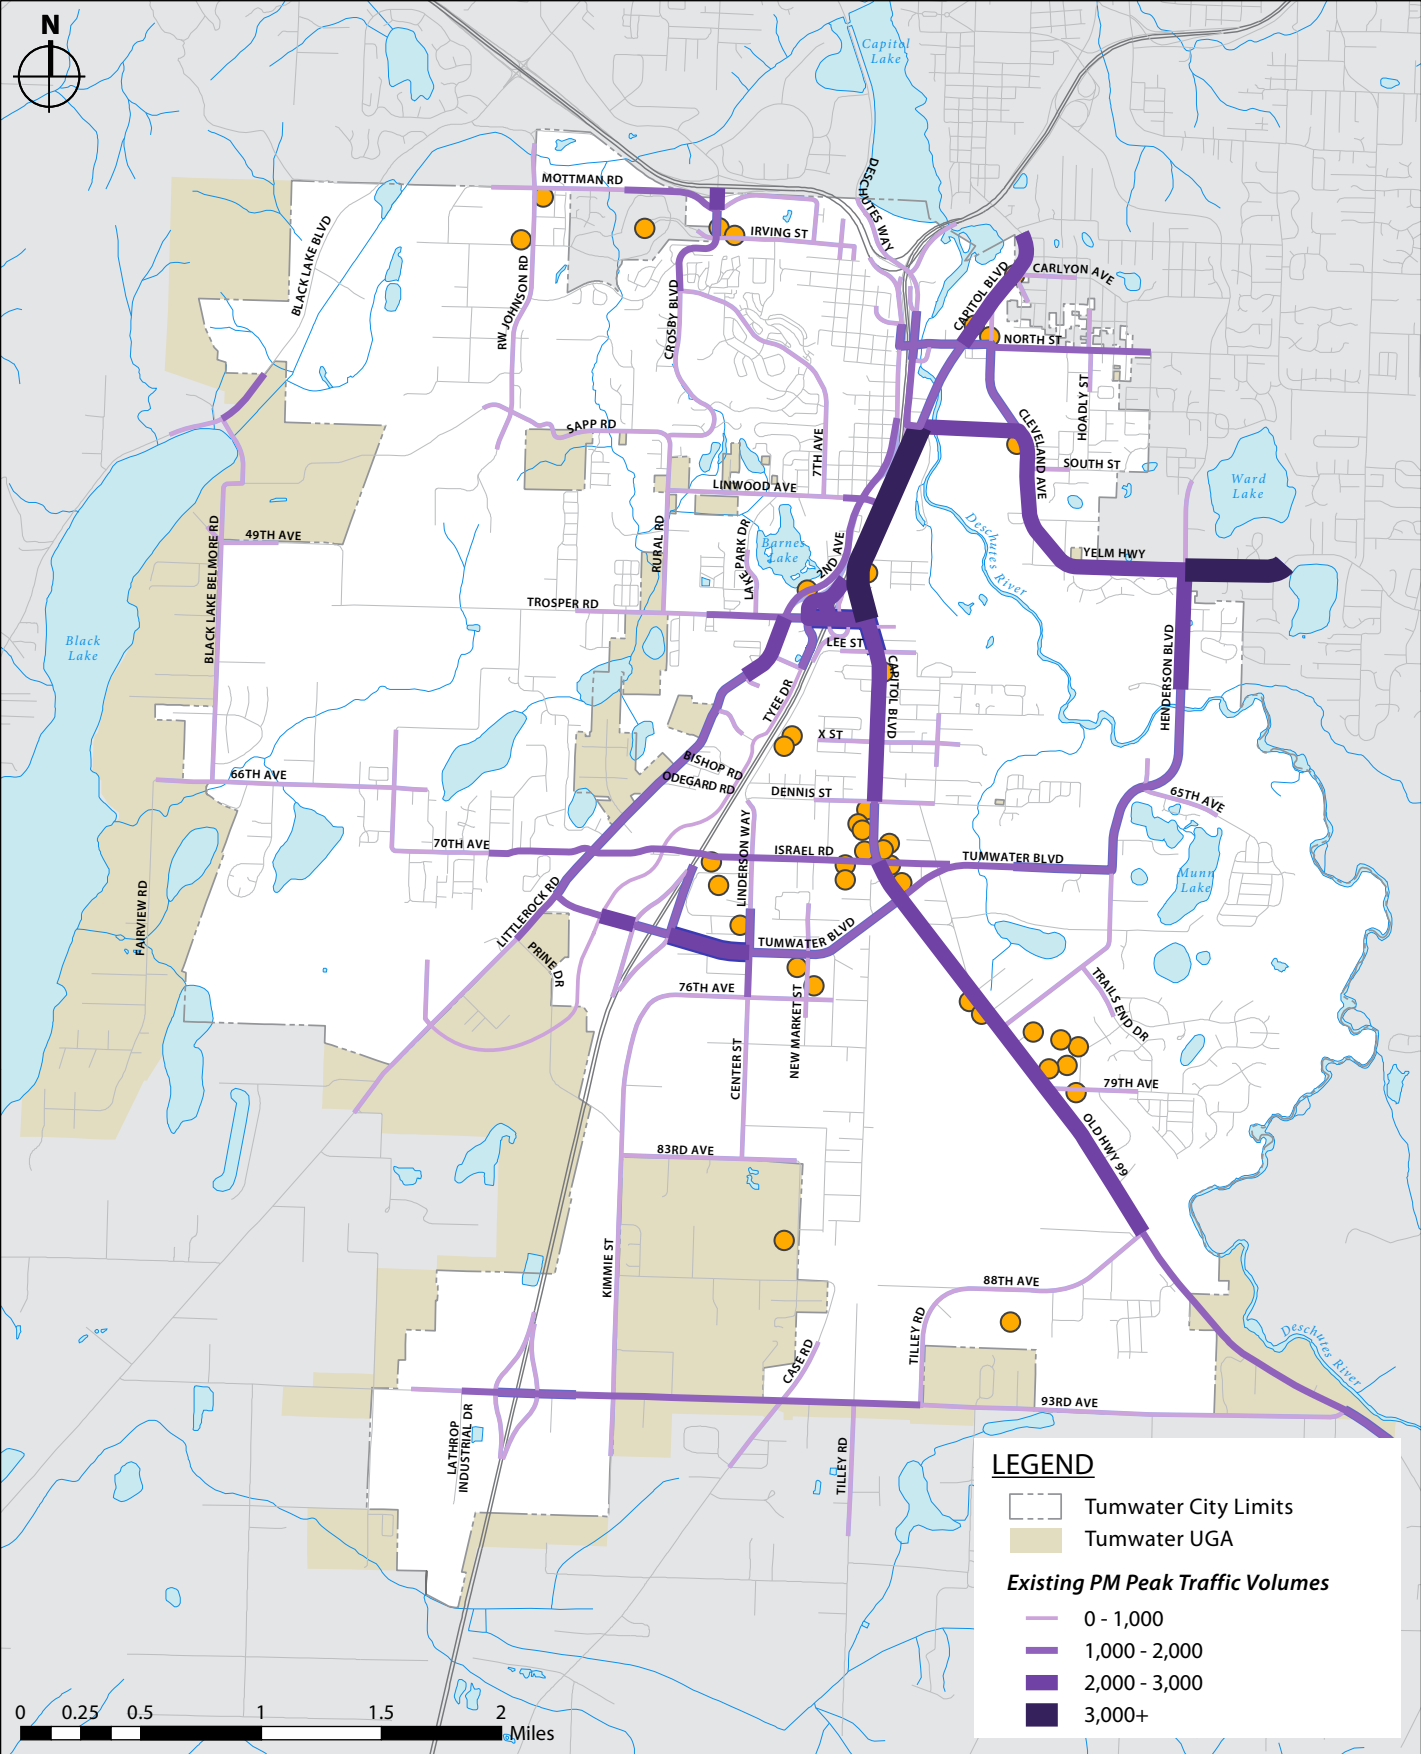 N
Capitol
Lake
DESCHUTES WAY
MOTTMAN RD
IRVING ST
BLACK LAKE BLVD
RW JOHNSON RD
CROSBY BLVD
CAPITOL BLVD
CARLYON AVE
NORTH ST
HOADLY ST
CLEVELAND AVE
SAPP RD
7TH AVE
SOUTH ST
Ward
Lake
LINWOOD AVE
49TH AVE
BLACK LAKE BELMORE RD
RURAL RD
LAKE PARK DR
Barnes
Lake
2ND AVE
Deschutes River
YELM HWY
TROSPER RD
LEE ST
Black
Lake
CAPITOL BLVD
HENDERSON BLVD
TYEE DR
X ST
BISHOP RD
ODEGARD RD
66TH AVE
DENNIS ST
65TH AVE
LINDERSON WAY
70TH AVE
ISRAEL RD
TUMWATER BLVD
Munn
Lake
FAIRVIEW RD
LITTLEROCK RD
PRINE DR
TUMWATER BLVD
76TH AVE
NEW MARKET ST
CENTER ST
TRAILS END DR
79TH AVE
OLD HWY 99
83RD AVE
KIMMIE ST
88TH AVE
TILLEY RD
CASE RD
Deschutes River
93RD AVE
LATHROP
INDUSTRIAL DR
TILLEY RD
LEGEND
Tumwater City Limits
Tumwater UGA
Existing PM Peak Traffic Volumes
0 - 1,000
1,000 - 2,000
2,000 - 3,000
3,000+
0 0.25 0.5 1 1.5 2
Miles